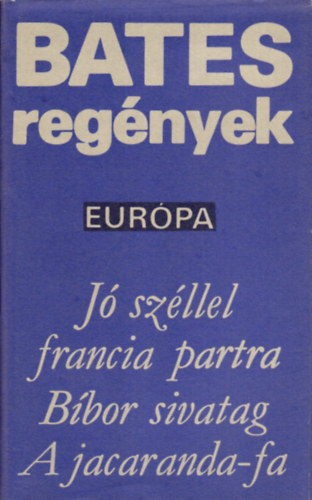 BATES
regények
EURÓPA
Jó széllel
francia partra
Bíbor sivatag
A jacaranda-fa